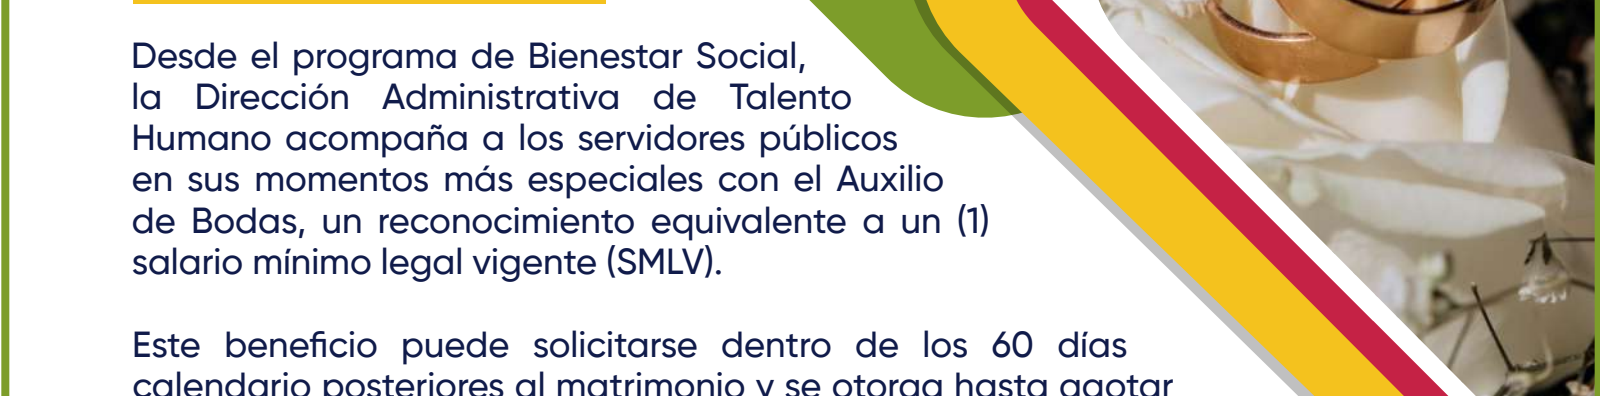 Desde el programa de Bienestar Social,
la Dirección Administrativa de Talento
Humano acompaña a los servidores públicos
en sus momentos más especiales con el Auxilio
de Bodas, un reconocimiento equivalente a un (1)
salario mínimo legal vigente (SMLV).
Este beneficio puede solicitarse dentro de los 60 días
calendario posteriores al matrimonio y se otorga hasta agotar